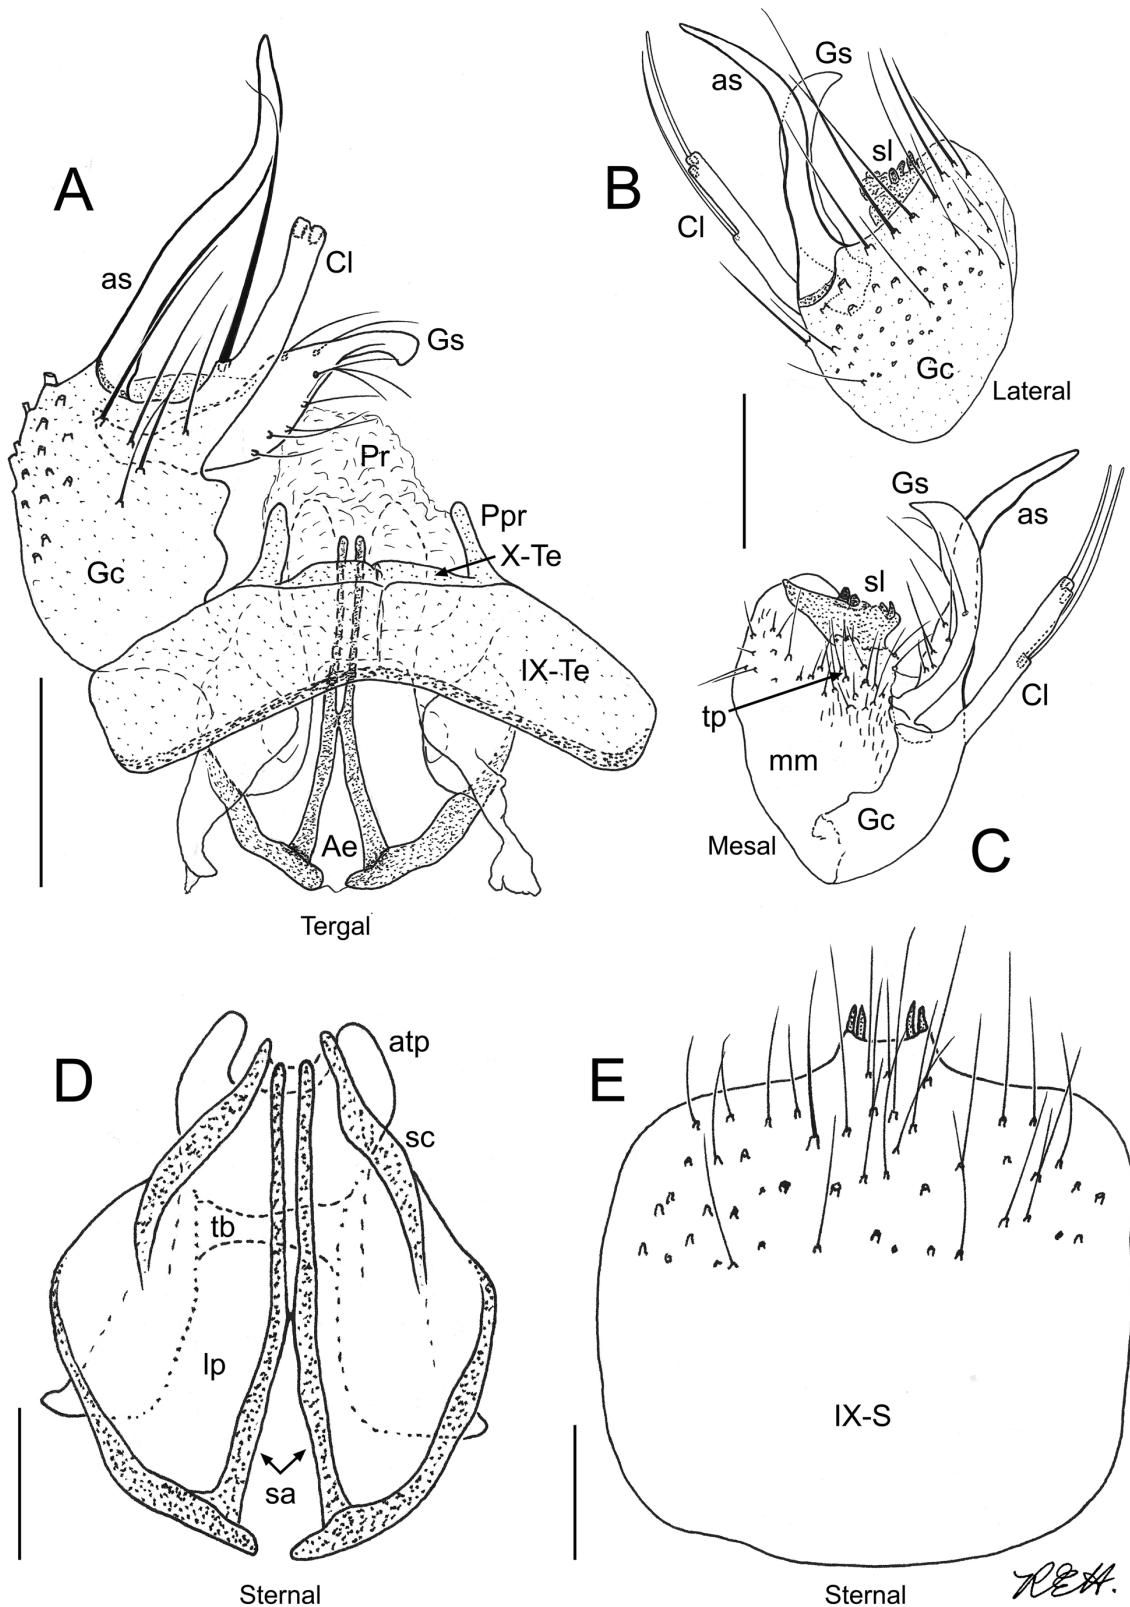 A
as
Cl
Gs
Pr
Ppr
X-Te
Gc
IX-Te
Ae
Tergal
B
as
Gs
sl
Cl
Gc
Lateral
Gs
as
sl
tp
Cl
mm
Gc
Mesal
C
D
atp
sc
tb
lp
sa
Sternal
E
IX-S
Sternal
REH.